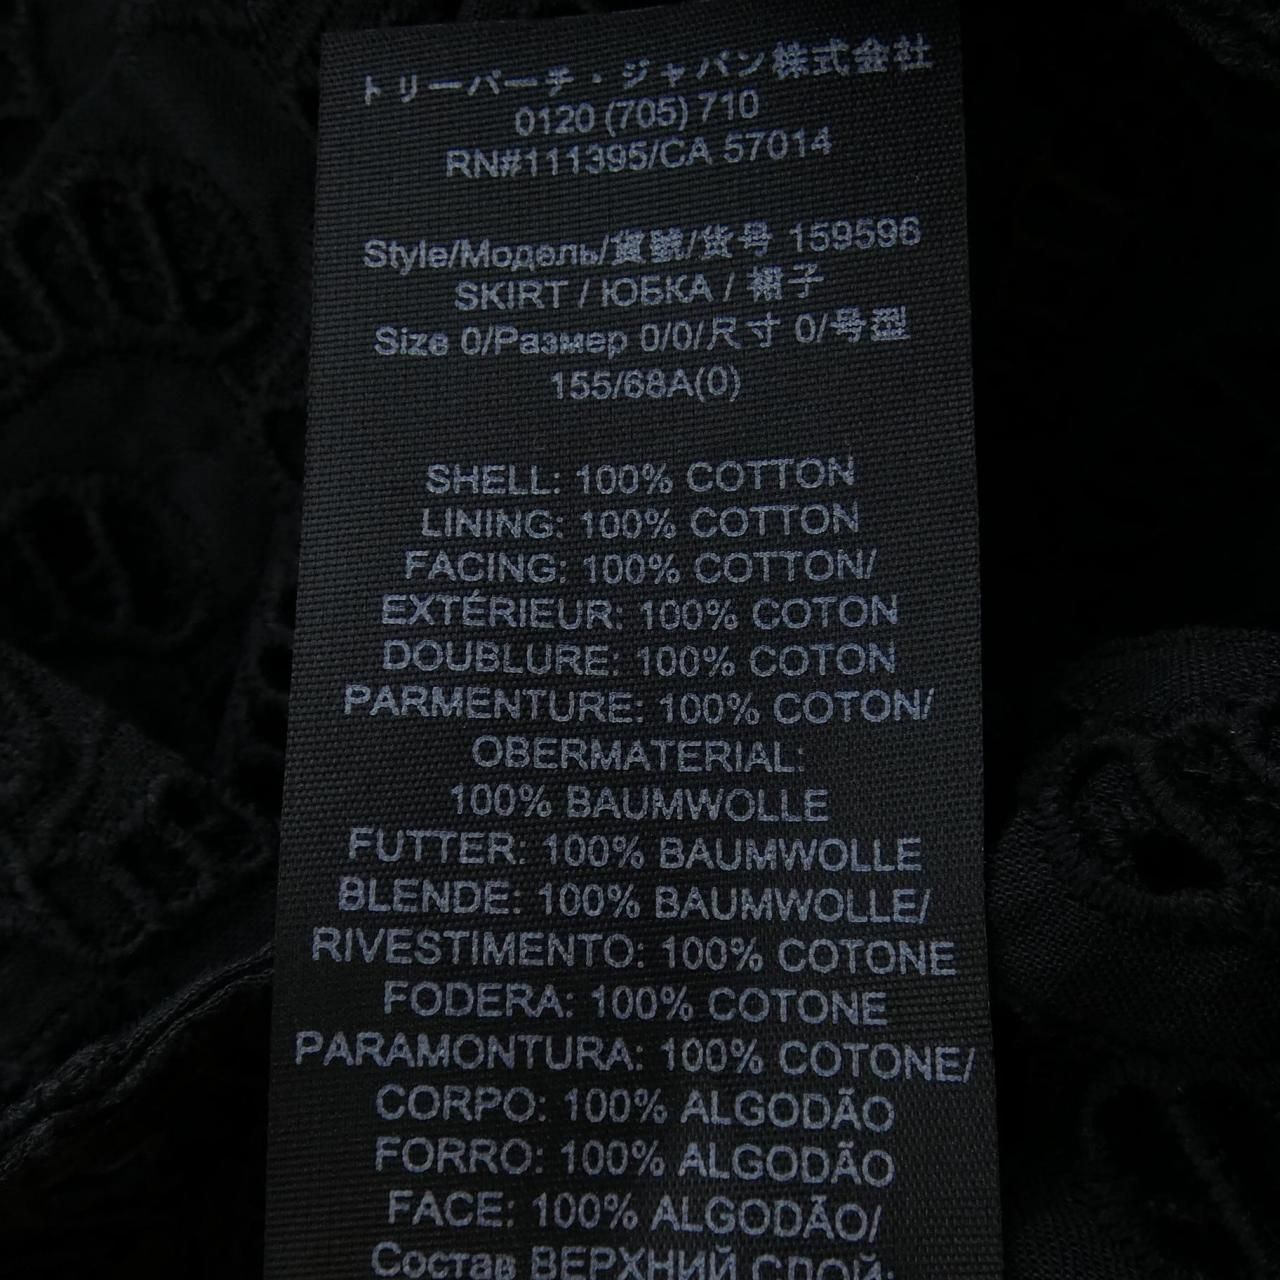 トリーバーチ・ジャパン株式会社
0120 (705) 710
RN#111395/CA 57014
Style/Модель/貨號/货号 159596
SKIRT / ЮБКА / 裙子
Size 0/Размер 0/0/尺寸 0/号型
155/68A(0)
SHELL: 100% COTTON
LINING: 100% COTTON
FACING: 100% COTTON/
EXTÉRIEUR: 100% COTON
DOUBLURE: 100% COTON
PARMENTURE: 100% COTON/
OBERMATERIAL:
100% BAUMWOLLE
FUTTER: 100% BAUMWOLLE
BLENDE: 100% BAUMWOLLE/
RIVESTIMENTO: 100% COTONE
FODERA: 100% COTONE
PARAMONTURA: 100% COTONE/
CORPO: 100% ALGODÃO
FORRO: 100% ALGODÃO
FACE: 100% ALGODÃO/
Состав ВЕРХНИЙ СЛОЙ: